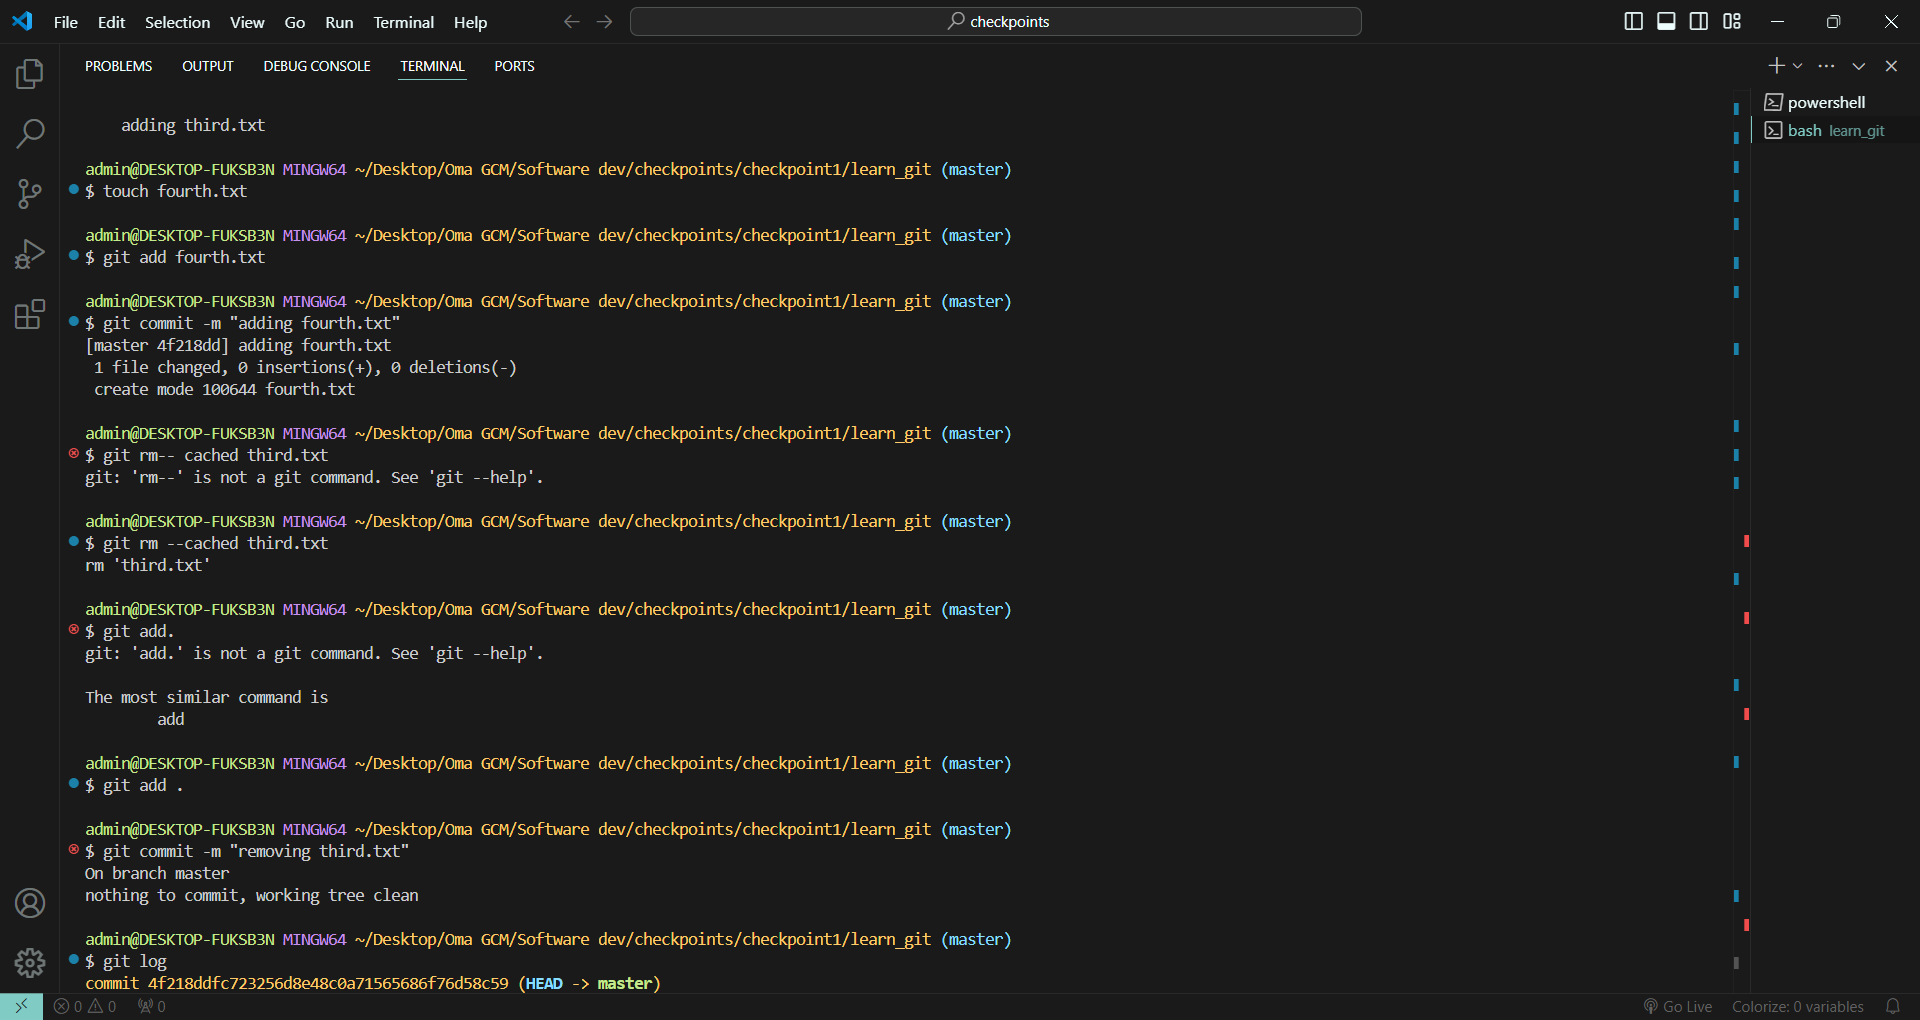 File Edit Selection View Go Run Terminal Help
checkpoints
PROBLEMS OUTPUT DEBUG CONSOLE TERMINAL PORTS
powershell
bash learn_git
adding third.txt
admin@DESKTOP-FUKSB3N MINGW64 ~/Desktop/Oma GCM/Software dev/checkpoints/checkpoint1/learn_git (master)
$ touch fourth.txt
admin@DESKTOP-FUKSB3N MINGW64 ~/Desktop/Oma GCM/Software dev/checkpoints/checkpoint1/learn_git (master)
$ git add fourth.txt
admin@DESKTOP-FUKSB3N MINGW64 ~/Desktop/Oma GCM/Software dev/checkpoints/checkpoint1/learn_git (master)
$ git commit -m "adding fourth.txt"
[master 4f218dd] adding fourth.txt
1 file changed, 0 insertions(+), 0 deletions(-)
create mode 100644 fourth.txt
admin@DESKTOP-FUKSB3N MINGW64 ~/Desktop/Oma GCM/Software dev/checkpoints/checkpoint1/learn_git (master)
$ git rm-- cached third.txt
git: 'rm--' is not a git command. See 'git --help'.
admin@DESKTOP-FUKSB3N MINGW64 ~/Desktop/Oma GCM/Software dev/checkpoints/checkpoint1/learn_git (master)
$ git rm --cached third.txt
rm 'third.txt'
admin@DESKTOP-FUKSB3N MINGW64 ~/Desktop/Oma GCM/Software dev/checkpoints/checkpoint1/learn_git (master)
$ git add.
git: 'add.' is not a git command. See 'git --help'.
The most similar command is
add
admin@DESKTOP-FUKSB3N MINGW64 ~/Desktop/Oma GCM/Software dev/checkpoints/checkpoint1/learn_git (master)
$ git add .
admin@DESKTOP-FUKSB3N MINGW64 ~/Desktop/Oma GCM/Software dev/checkpoints/checkpoint1/learn_git (master)
$ git commit -m "removing third.txt"
On branch master
nothing to commit, working tree clean
admin@DESKTOP-FUKSB3N MINGW64 ~/Desktop/Oma GCM/Software dev/checkpoints/checkpoint1/learn_git (master)
$ git log
commit 4f218ddfc723256d8e48c0a71565686f76d58c59 (HEAD -> master)
0 0 0 Go Live Colorize: 0 variables